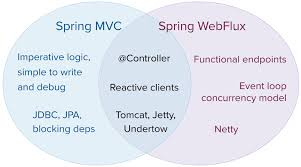 Spring MVC
Spring WebFlux
Imperative logic,
simple to write
and debug
JDBC, JPA,
blocking deps
@Controller
Reactive clients
Tomcat, Jetty,
Undertow
Functional endpoints
Event loop
concurrency model
Netty